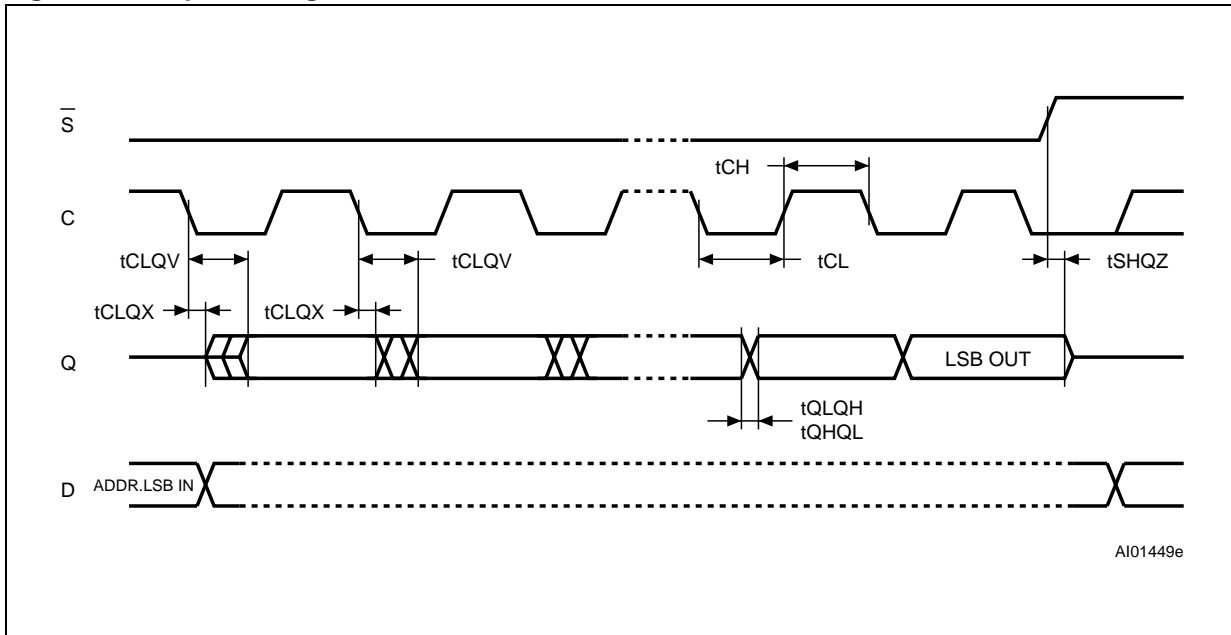 S
tCH
C
tCLQV
tCLQV
tCL
tSHQZ
tCLQX
tCLQX
Q
LSB OUT
tQLQH
tQHQL
D
ADDR.LSB IN
AI01449e